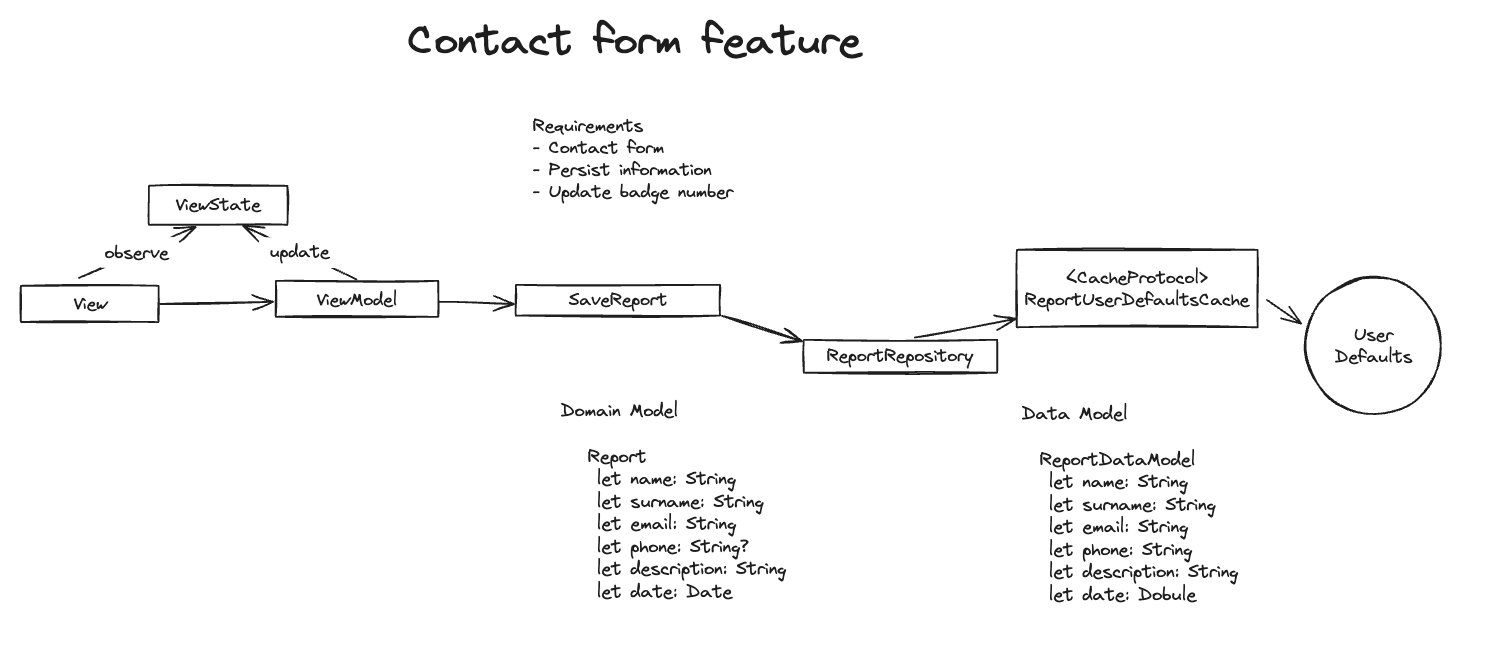 Contact form feature
Requirements
- Contact form
- Persist information
- Update badge number
ViewState
observe
update
View
ViewModel
SaveReport
ReportRepository
<CacheProtocol>
ReportUserDefaultsCache
User
Defaults
Domain Model
Report
let name: String
let surname: String
let email: String
let phone: String?
let description: String
let date: Date
Data Model
ReportDataModel
let name: String
let surname: String
let email: String
let phone: String
let description: String
let date: Dobule